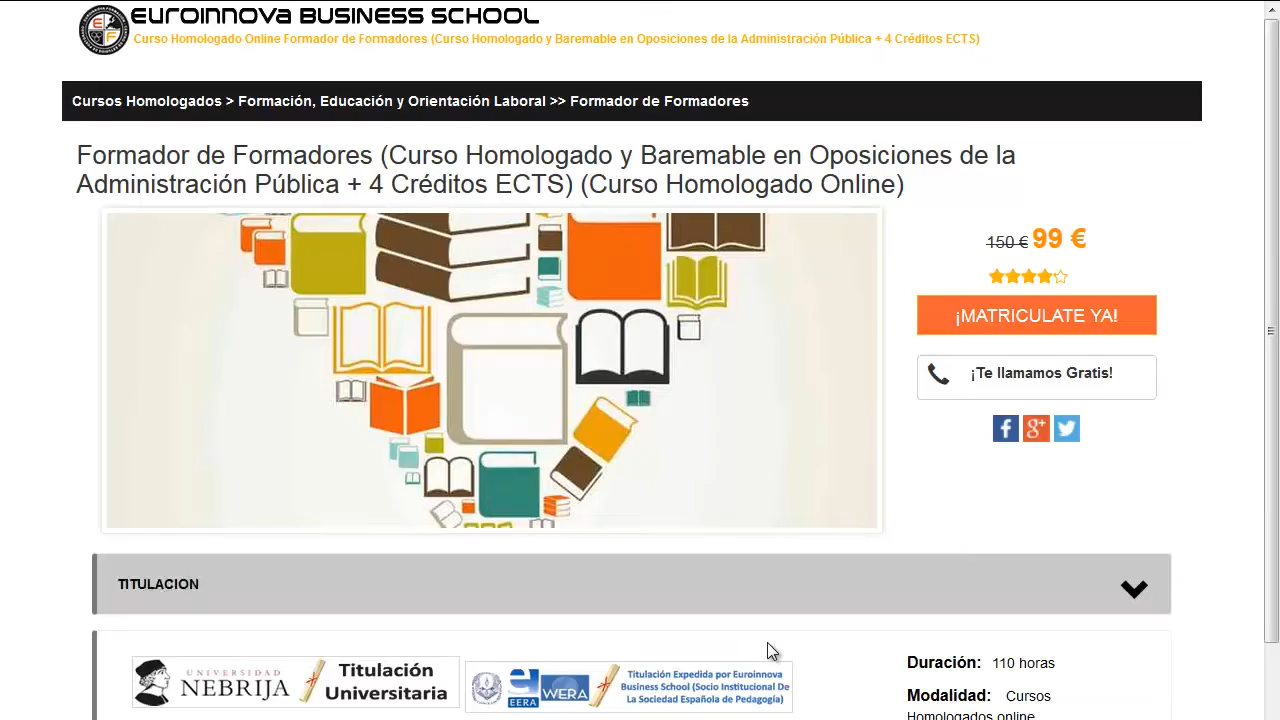 EUROINNOVA BUSINESS SCHOOL
Curso Homologado Online Formador de Formadores (Curso Homologado y Baremable en Oposiciones de la Administración Pública + 4 Créditos ECTS)
Cursos Homologados > Formación, Educación y Orientación Laboral >> Formador de Formadores
Formador de Formadores (Curso Homologado y Baremable en Oposiciones de la
Administración Pública + 4 Créditos ECTS) (Curso Homologado Online)
150 € 99 €
¡MATRICULATE YA!
¡Te llamamos Gratis!
TITULACION
UNIVERSIDAD
NEBRIJA
Titulación
Universitaria
EERA
WERA
Titulación Expedida por Euroinnova
Business School (Socio Institucional De
La Sociedad Española de Pedagogía)
Duración: 110 horas
Modalidad: Cursos
Homologados online